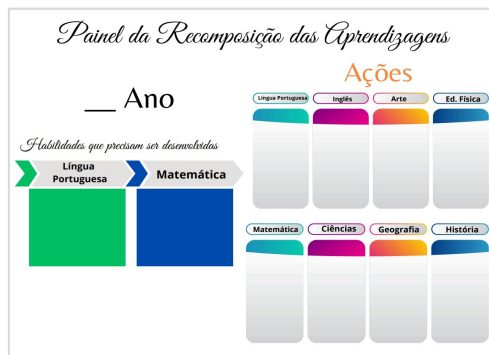 Painel da Recomposição das Aprendizagens
__ Ano
Habilidades que precisam ser desenvolvidas
Língua
Portuguesa
Matemática
Ações
Língua Portuguesa
Inglês
Arte
Ed. Física
Matemática
Ciências
Geografia
História